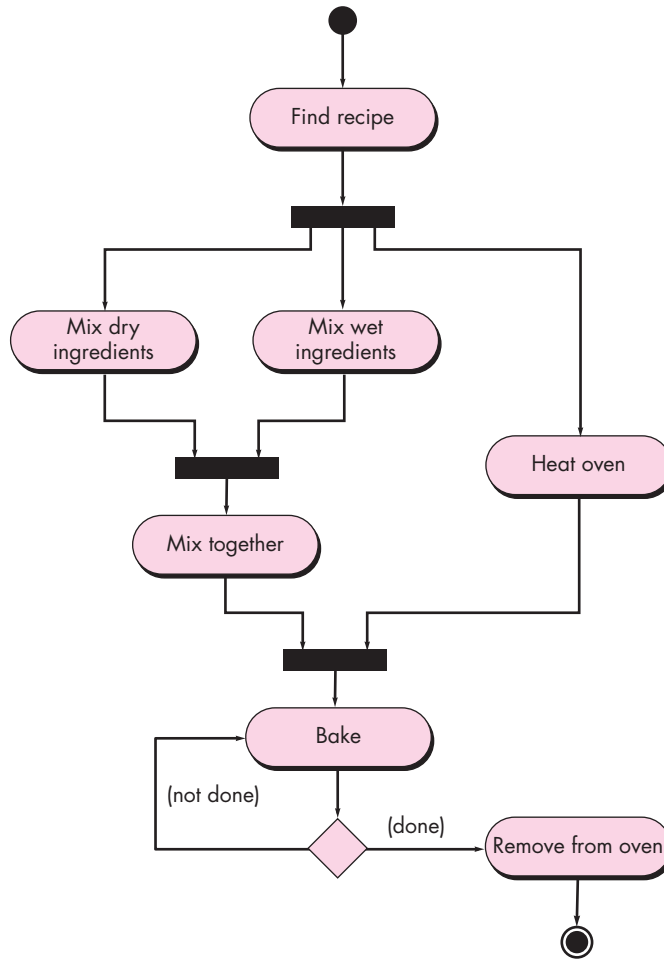 Find recipe
Mix dry
ingredients
Mix wet
ingredients
Heat oven
Mix together
Bake
(not done)
(done)
Remove from oven